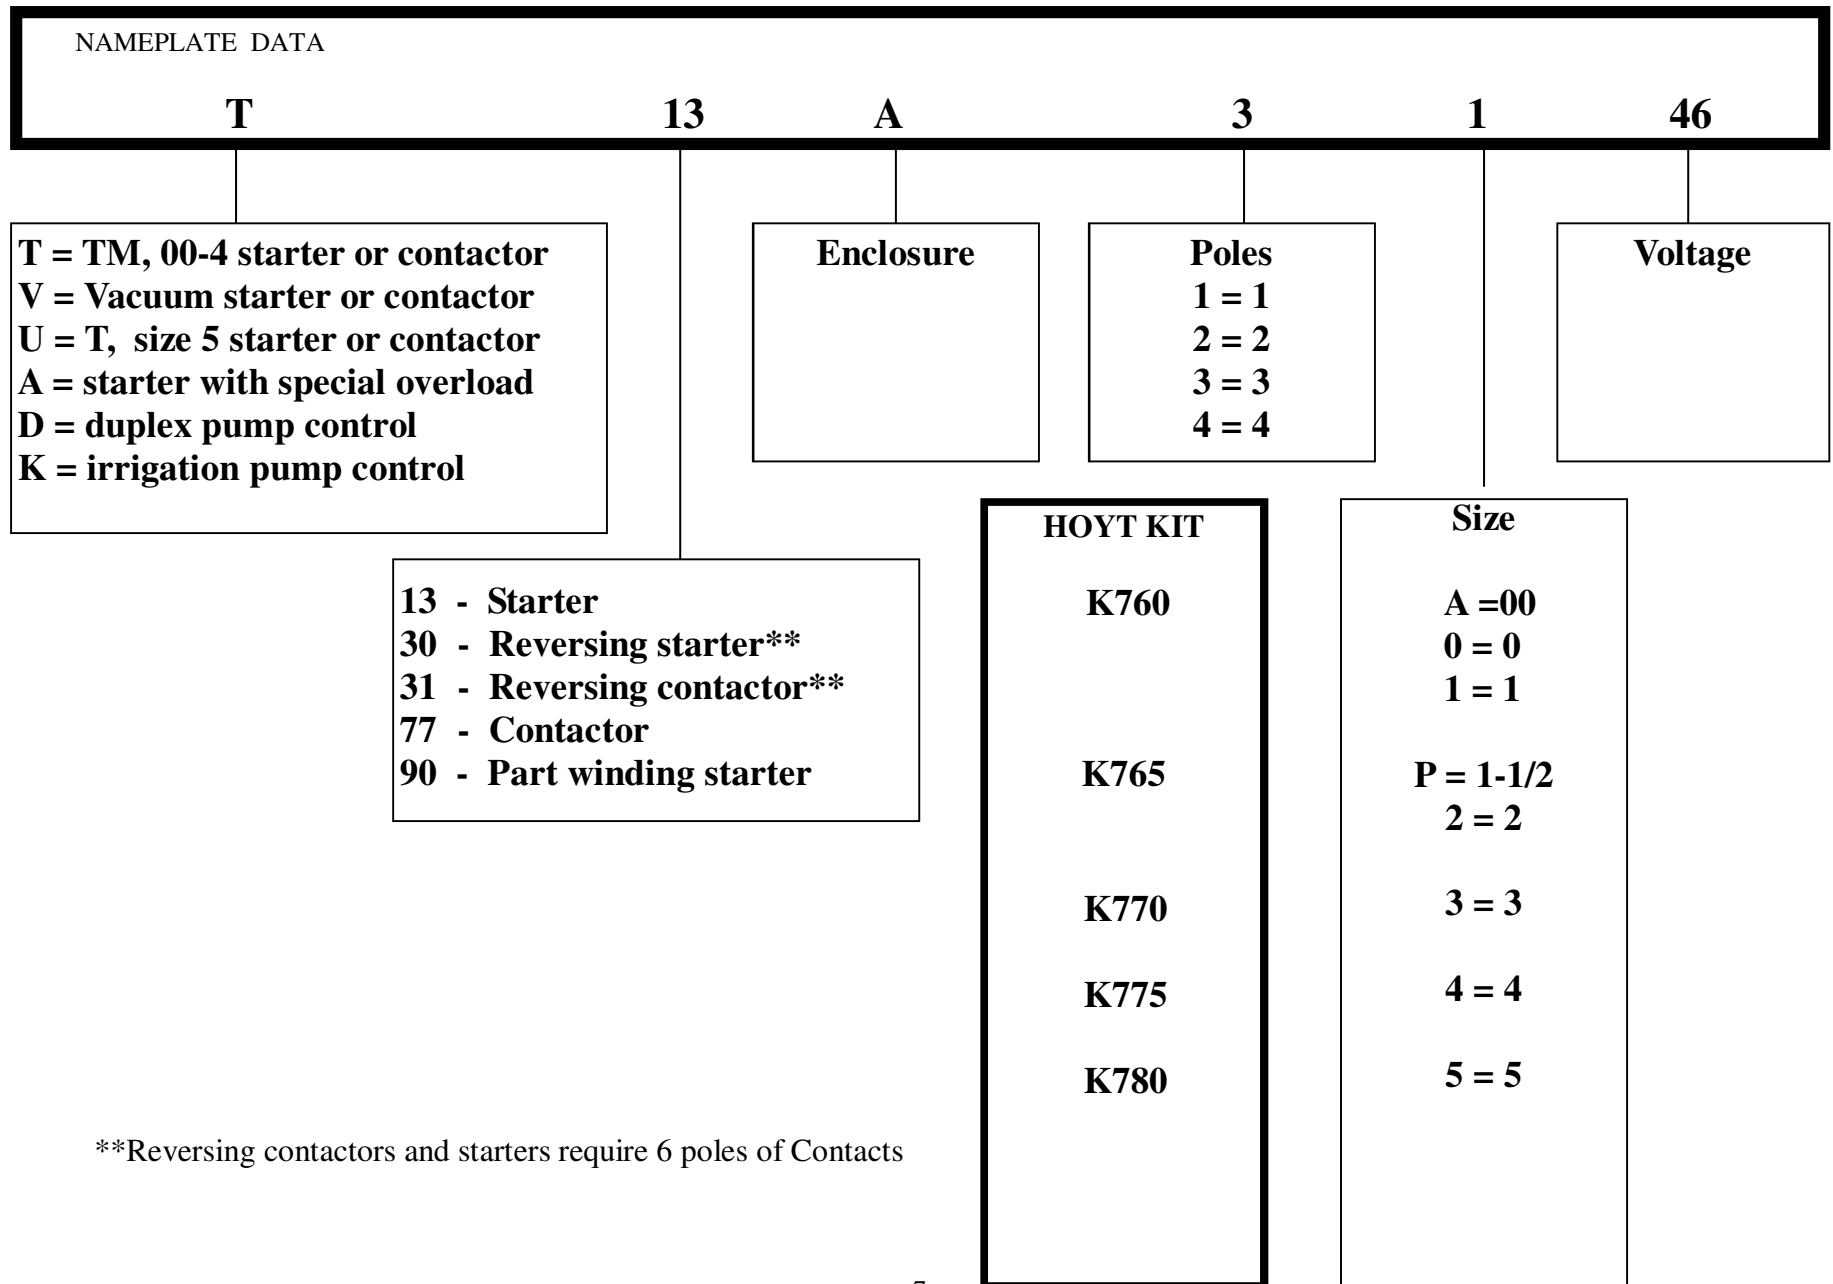 NAMEPLATE DATA
T 13 A 3 1 46
T = TM, 00-4 starter or contactor
V = Vacuum starter or contactor
U = T, size 5 starter or contactor
A = starter with special overload
D = duplex pump control
K = irrigation pump control
Enclosure
Poles
1 = 1
2 = 2
3 = 3
4 = 4
Voltage
13 - Starter
30 - Reversing starter**
31 - Reversing contactor**
77 - Contactor
90 - Part winding starter
HOYT KIT
K760
K765
K770
K775
K780
Size
A =00
0 = 0
1 = 1
P = 1-1/2
2 = 2
3 = 3
4 = 4
5 = 5
**Reversing contactors and starters require 6 poles of Contacts